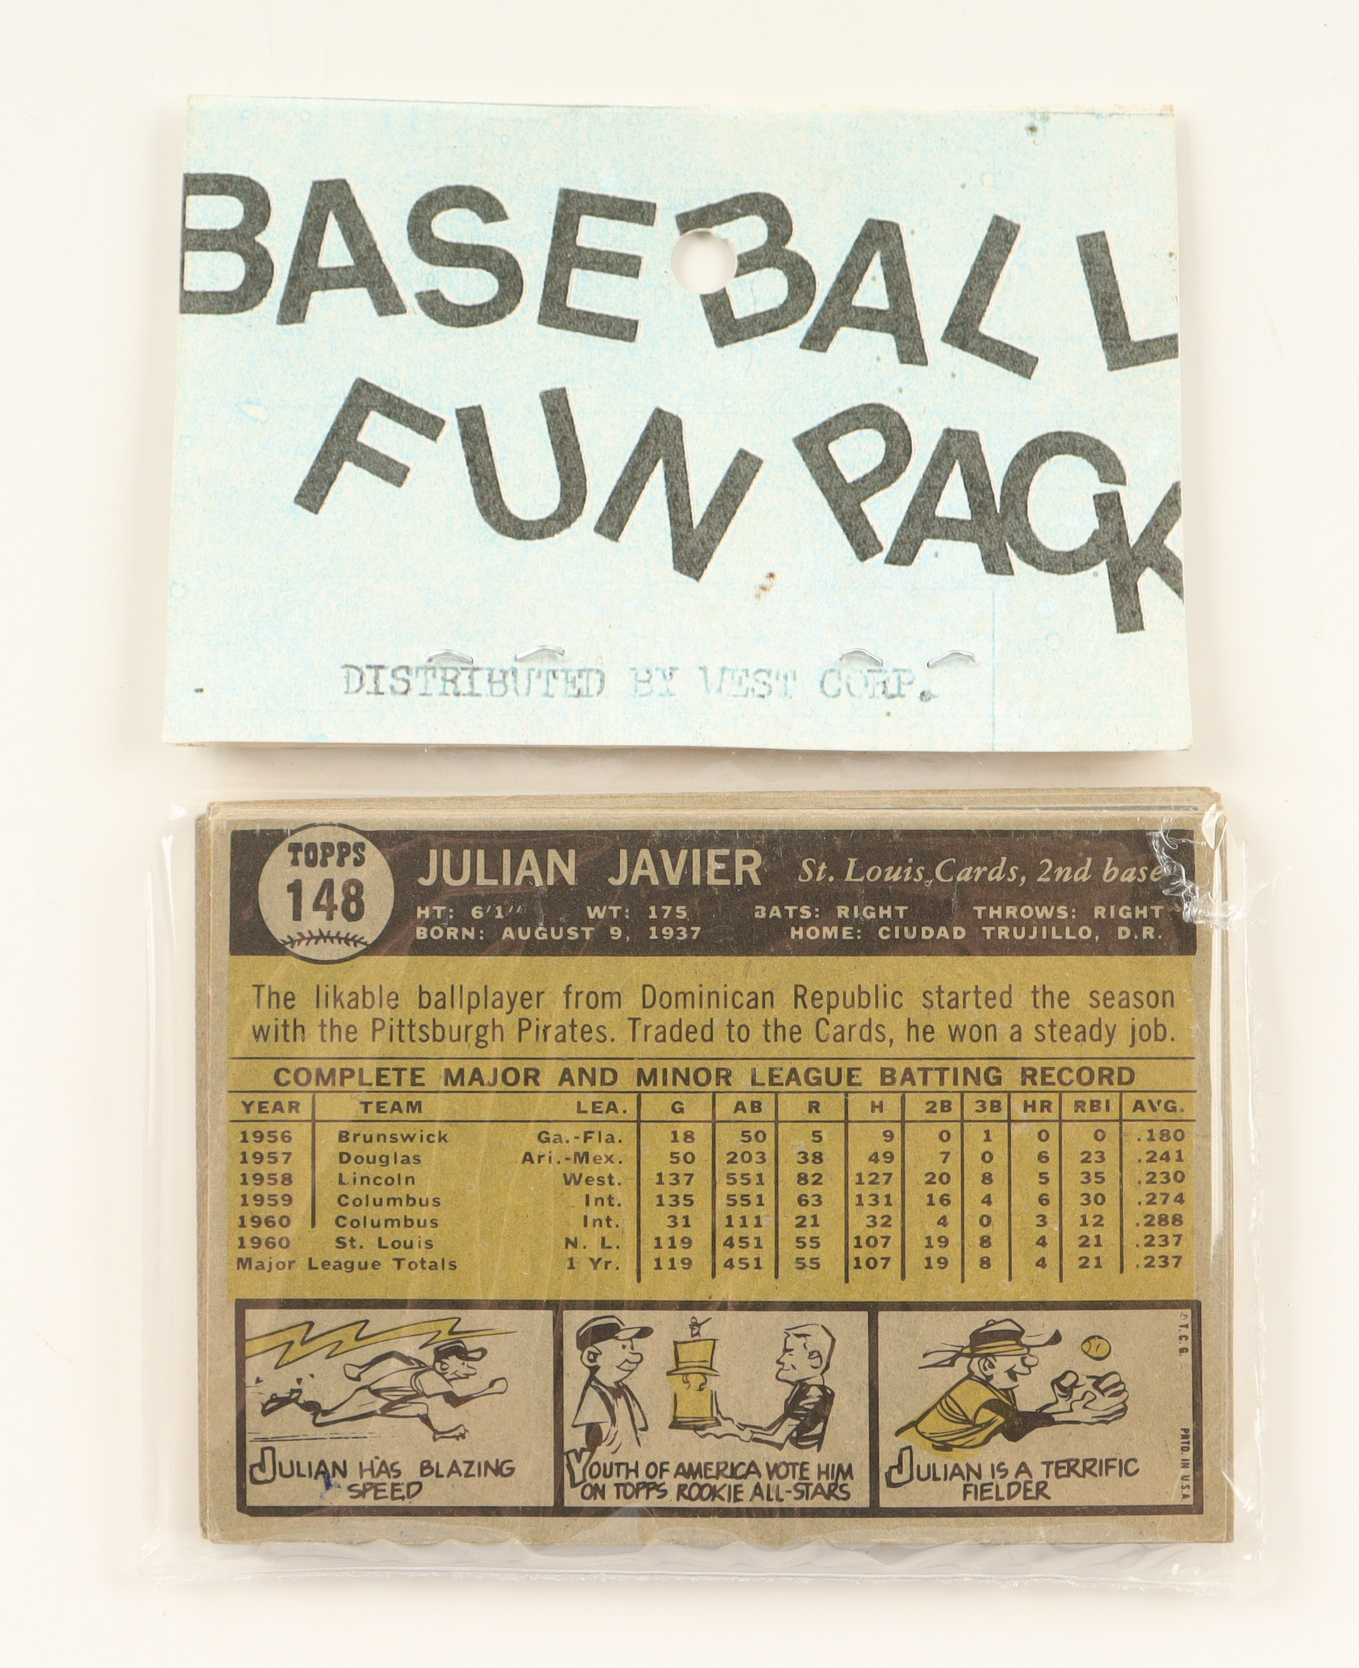 BASEBALL
FUN PACK
DISTRIBUTED BY WEST CORP.
TOPPS
148
JULIAN JAVIER St. Louis Cards, 2nd base
HT: 6'1" WT: 175 BATS: RIGHT THROWS: RIGHT
BORN: AUGUST 9, 1937 HOME: CIUDAD TRUJILLO, D.R.
The likable ballplayer from Dominican Republic started the season
with the Pittsburgh Pirates. Traded to the Cards, he won a steady job.
COMPLETE MAJOR AND MINOR LEAGUE BATTING RECORD
YEAR TEAM LEA. G AB R H 2B 3B HR RBI AVG.
1956 Brunswick Ga.-Fla. 18 50 5 9 0 1 0 0 .180
1957 Douglas Ari.-Mex. 50 203 38 49 7 0 6 23 .241
1958 Lincoln West. 137 551 82 127 20 8 5 35 .230
1959 Columbus Int. 135 551 63 131 16 4 6 30 .274
1960 Columbus Int. 31 111 21 32 4 0 3 12 .288
1960 St. Louis N. L. 119 451 55 107 19 8 4 21 .237
Major League Totals 1 Yr. 119 451 55 107 19 8 4 21 .237
JULIAN HAS BLAZING
SPEED
YOUTH OF AMERICA VOTE HIM
ON TOPPS ROOKIE ALL-STARS
JULIAN IS A TERRIFIC
FIELDER
©T.C.G. PRTD. IN USA